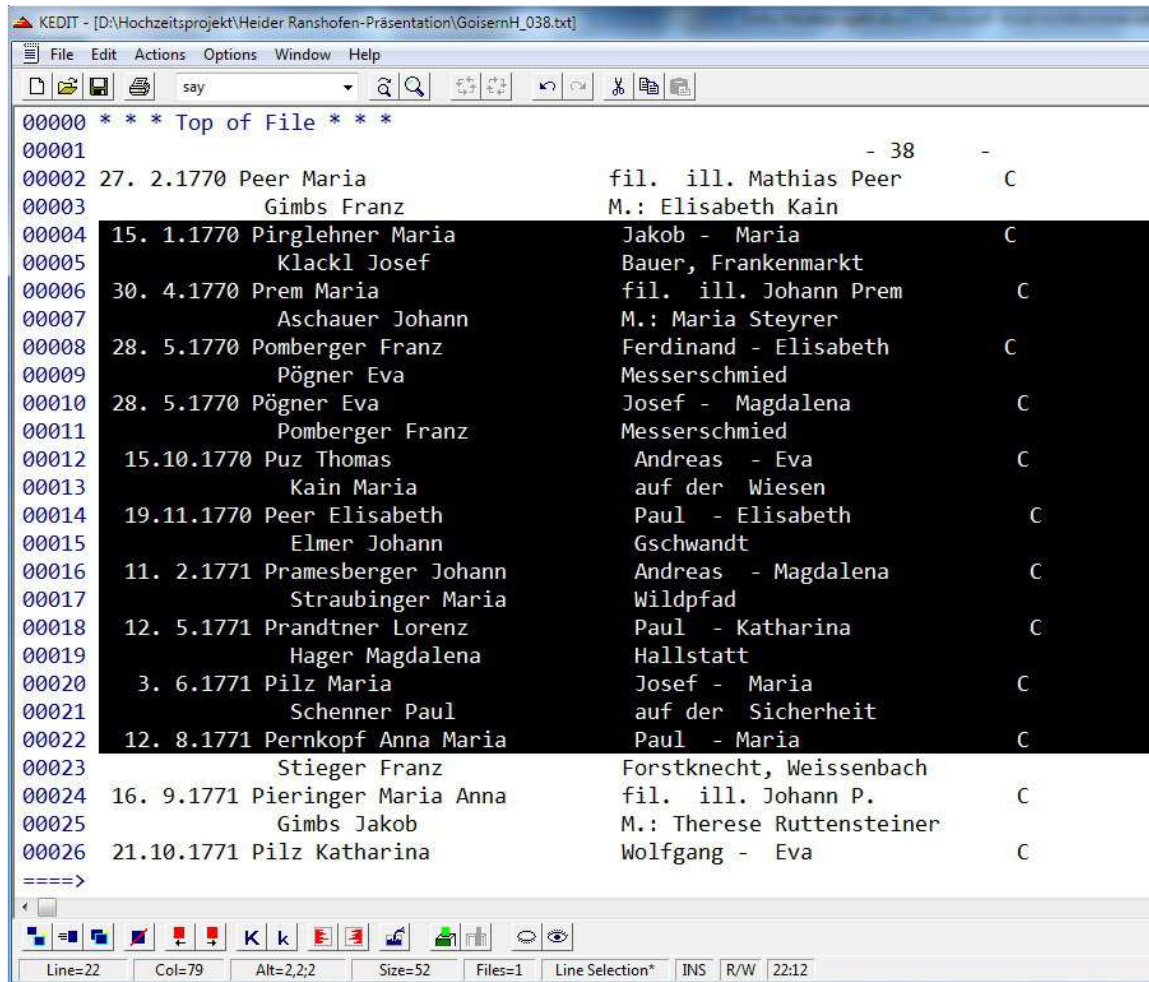 KEDIT - [D:\Hochzeitsprojekt\Heider Ranshofen-Präsentation\GoisernH_038.txt]
File Edit Actions Options Window Help
say
00000 * * * Top of File * * *
00001 - 38 -
00002 27. 2.1770 Peer Maria fil. ill. Mathias Peer C
00003 Gimbs Franz M.: Elisabeth Kain
00004 15. 1.1770 Pirglehner Maria Jakob - Maria C
00005 Klackl Josef Bauer, Frankenmarkt
00006 30. 4.1770 Prem Maria fil. ill. Johann Prem C
00007 Aschauer Johann M.: Maria Steyrer
00008 28. 5.1770 Pomberger Franz Ferdinand - Elisabeth C
00009 Pögner Eva Messerschmied
00010 28. 5.1770 Pögner Eva Josef - Magdalena C
00011 Pomberger Franz Messerschmied
00012 15.10.1770 Puz Thomas Andreas - Eva C
00013 Kain Maria auf der Wiesen
00014 19.11.1770 Peer Elisabeth Paul - Elisabeth C
00015 Elmer Johann Gschwandt
00016 11. 2.1771 Pramesberger Johann Andreas - Magdalena C
00017 Straubinger Maria Wildpfad
00018 12. 5.1771 Prandtner Lorenz Paul - Katharina C
00019 Hager Magdalena Hallstatt
00020 3. 6.1771 Pilz Maria Josef - Maria C
00021 Schenner Paul auf der Sicherheit
00022 12. 8.1771 Pernkopf Anna Maria Paul - Maria C
00023 Stieger Franz Forstknecht, Weissenbach
00024 16. 9.1771 Pieringer Maria Anna fil. ill. Johann P. C
00025 Gimbs Jakob M.: Therese Ruttensteiner
00026 21.10.1771 Pilz Katharina Wolfgang - Eva C
====>
K k
Line=22 Col=79 Alt=2,2;2 Size=52 Files=1 Line Selection* INS R/W 22:12